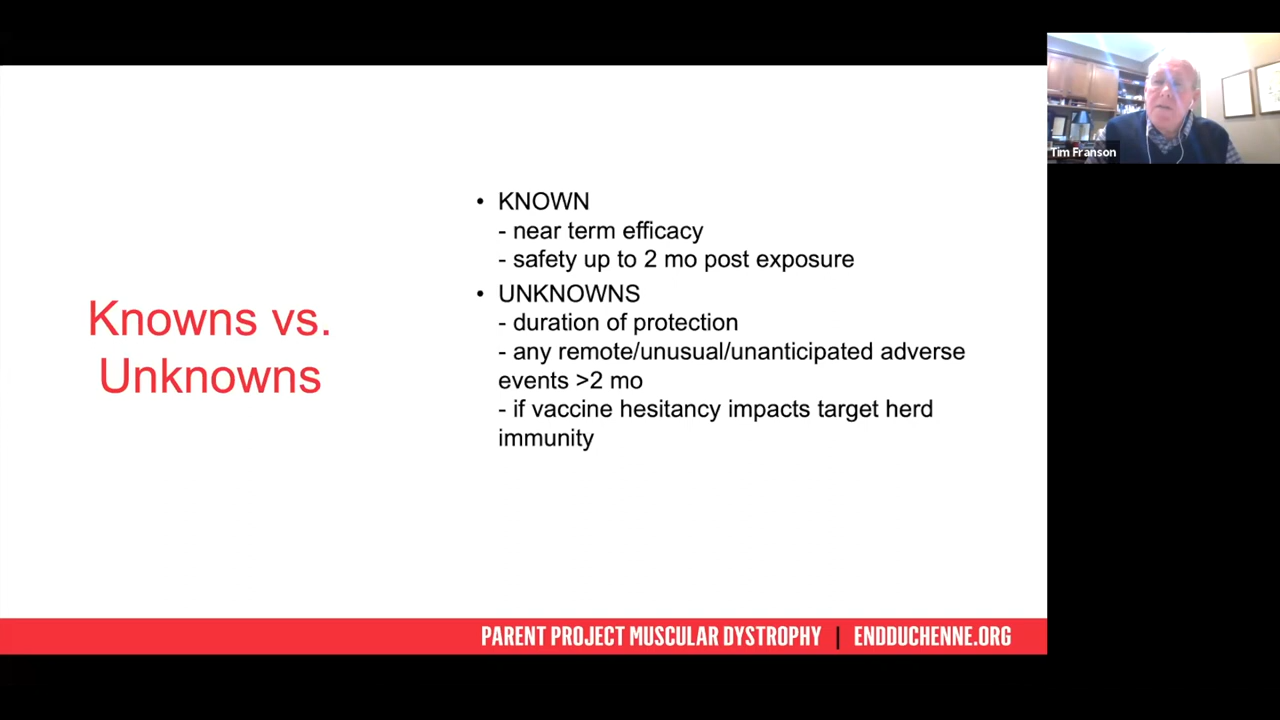 Knowns vs.
Unknowns
• KNOWN
- near term efficacy
- safety up to 2 mo post exposure
• UNKNOWNS
- duration of protection
- any remote/unusual/unanticipated adverse
events >2 mo
- if vaccine hesitancy impacts target herd
immunity
PARENT PROJECT MUSCULAR DYSTROPHY | ENDDUCHENNE.ORG
Tim Franson